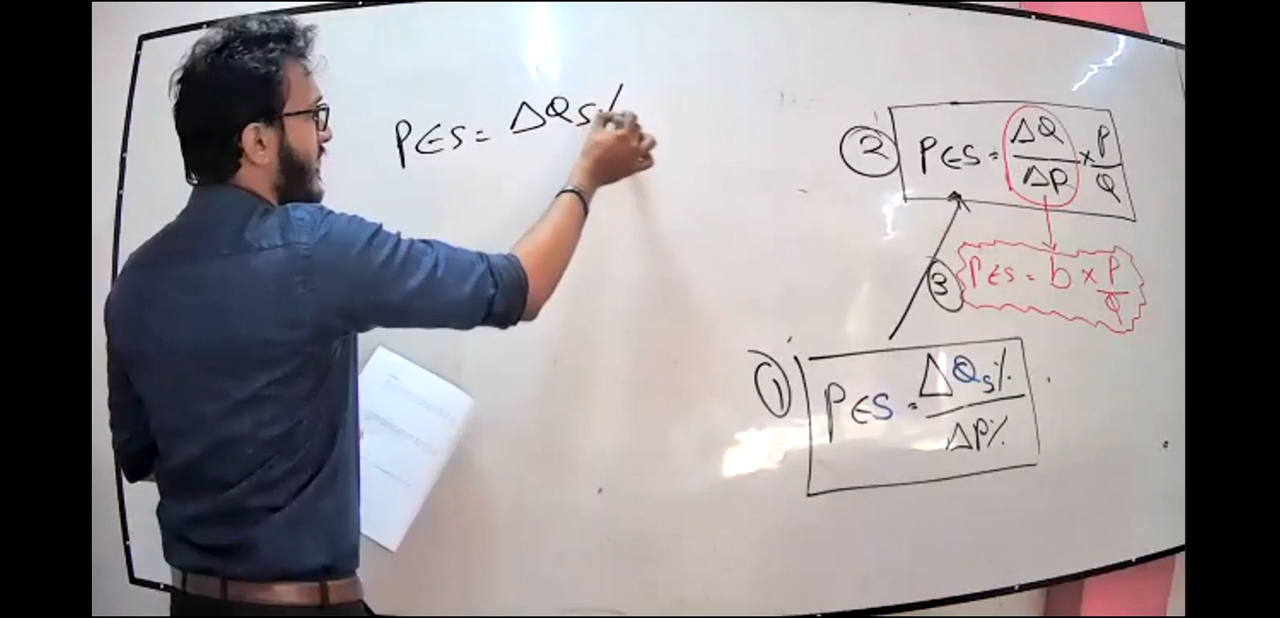 PES = ΔQs%
② PES = ΔQ/ΔP × P/Q
③ PES = b × P/Q
① PES = ΔQs%/ΔP%